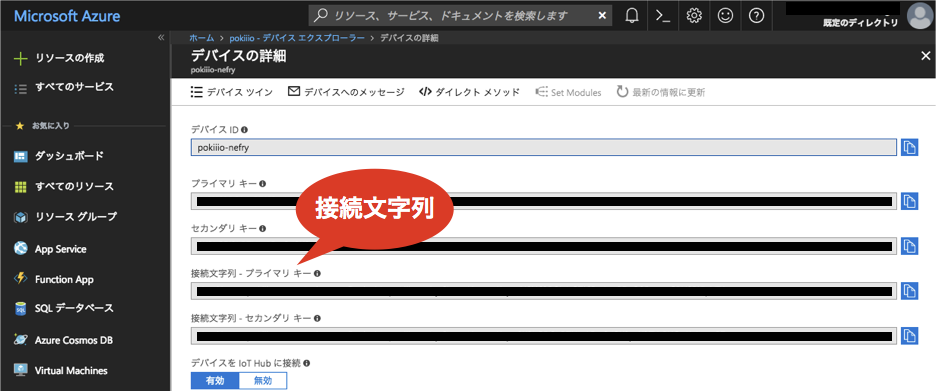 Microsoft Azure
リソース、サービス、ドキュメントを検索します
既定のディレクトリ
ホーム > pokiiio - デバイス エクスプローラー > デバイスの詳細
デバイスの詳細
pokiiio-nefry
リソースの作成
すべてのサービス
お気に入り
ダッシュボード
すべてのリソース
リソース グループ
App Service
Function App
SQL データベース
Azure Cosmos DB
Virtual Machines
デバイス ツイン
デバイスへのメッセージ
ダイレクト メソッド
Set Modules
最新の情報に更新
デバイス ID
pokiiio-nefry
プライマリ キー
接続文字列
セカンダリ キー
接続文字列 - プライマリ キー
接続文字列 - セカンダリ キー
デバイスを IoT Hub に接続
有効
無効